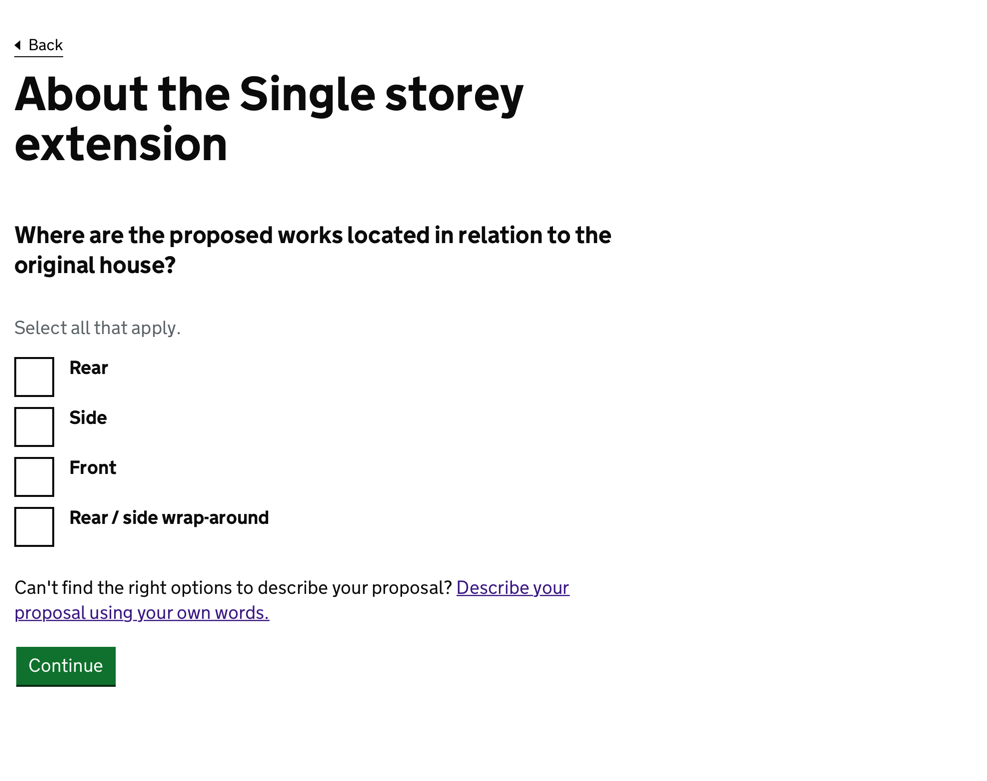 Back
About the Single storey
extension
Where are the proposed works located in relation to the
original house?
Select all that apply.
Rear
Side
Front
Rear / side wrap-around
Can't find the right options to describe your proposal? Describe your
proposal using your own words.
Continue